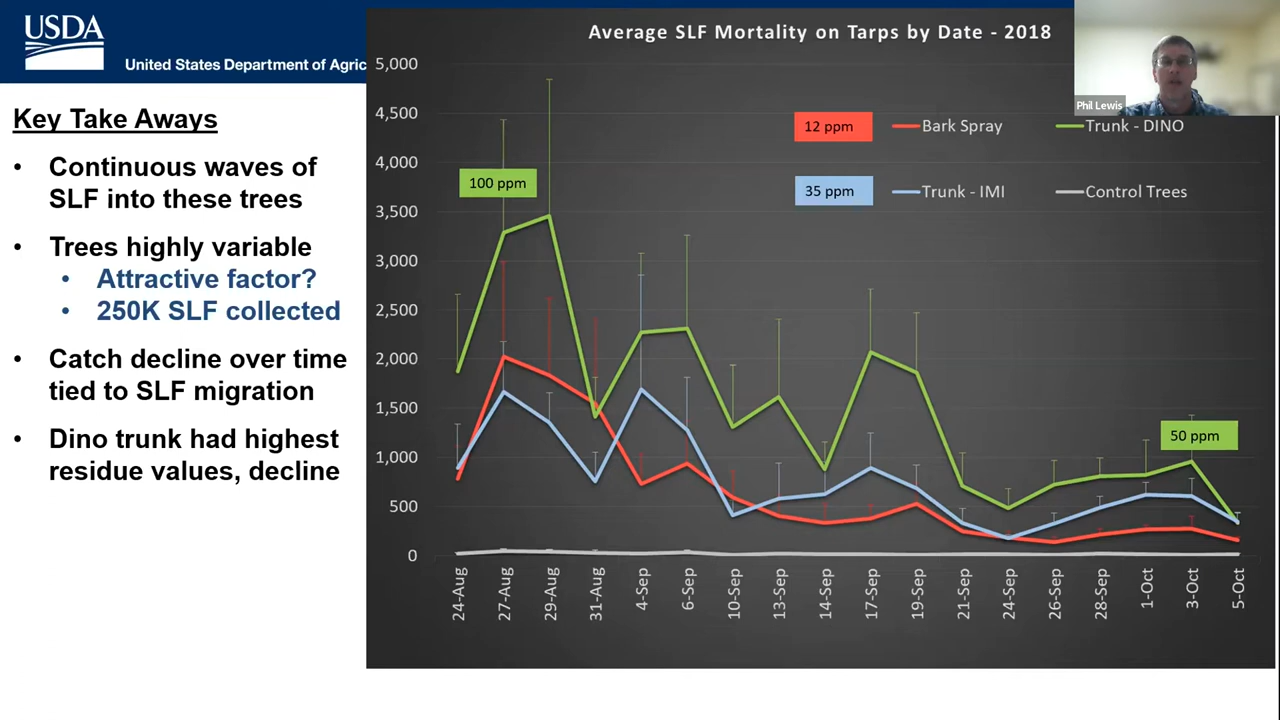 USDA
United States Department of Agric
Key Take Aways
• Continuous waves of
SLF into these trees
• Trees highly variable
• Attractive factor?
• 250K SLF collected
• Catch decline over time
tied to SLF migration
• Dino trunk had highest
residue values, decline
Average SLF Mortality on Tarps by Date - 2018
Phil Lewis
12 ppm
Bark Spray
Trunk - DINO
35 ppm
Trunk - IMI
Control Trees
100 ppm
50 ppm
5,000
4,500
4,000
3,500
3,000
2,500
2,000
1,500
1,000
500
0
24-Aug
27-Aug
29-Aug
31-Aug
4-Sep
6-Sep
10-Sep
13-Sep
14-Sep
17-Sep
19-Sep
21-Sep
24-Sep
26-Sep
28-Sep
1-Oct
3-Oct
5-Oct